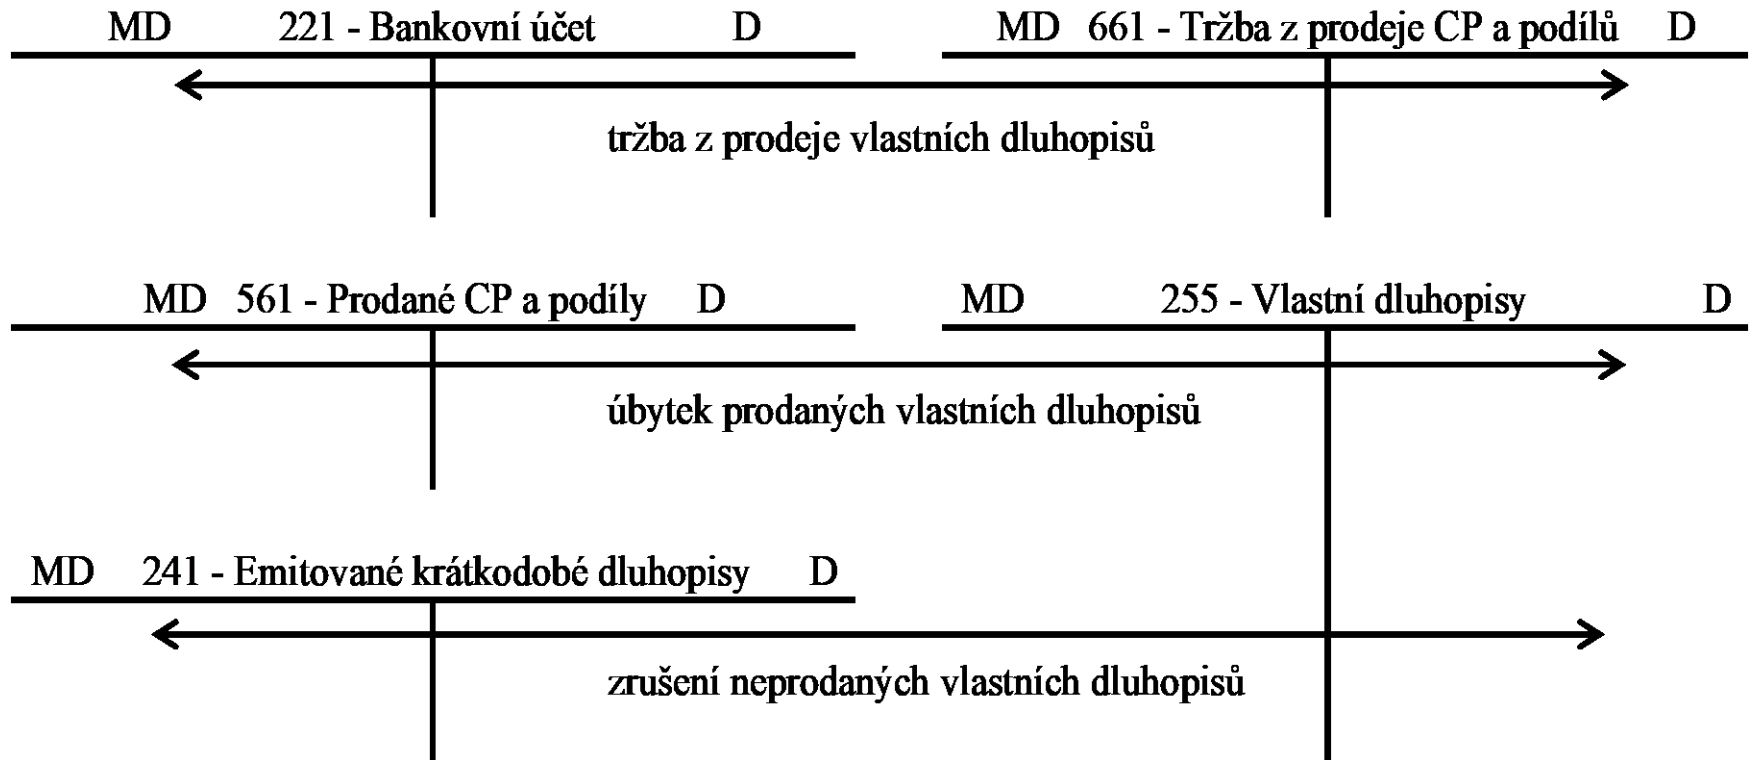 MD 221 - Bankovní účet D MD 661 - Tržba z prodeje CP a podílů D
tržba z prodeje vlastních dluhopisů
MD 561 - Prodané CP a podíly D MD 255 - Vlastní dluhopisy D
úbytek prodaných vlastních dluhopisů
MD 241 - Emitované krátkodobé dluhopisy D
zrušení neprodaných vlastních dluhopisů